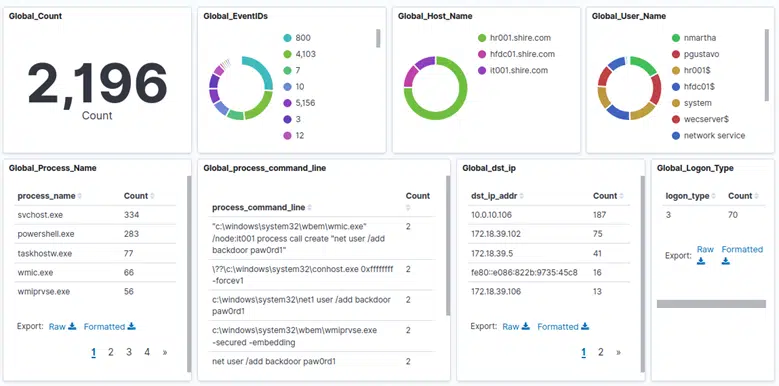 Global_Count
2,196
Count
Global_EventIDs
800
4,103
7
10
5,156
3
12
Global_Host_Name
hr001.shire.com
hfdc01.shire.com
it001.shire.com
Global_User_Name
nmartha
pgustavo
hr001$
hfdc01$
system
wecserver$
network service
Global_Process_Name
process_name Count
svchost.exe 334
powershell.exe 283
taskhostw.exe 77
wmic.exe 66
wmiprvse.exe 56
Export: Raw Formatted
1 2 3 4 »
Global_process_command_line
process_command_line Count
"c:\windows\system32\wbem\wmic.exe" 2
/node:it001 process call create "net user /add
backdoor paw0rd1"
\??\c:\windows\system32\conhost.exe 0xffffffff 2
-forcev1
c:\windows\system32\net1 user /add backdoor 2
paw0rd1
c:\windows\system32\wbem\wmiprvse.exe 2
-secured -embedding
net user /add backdoor paw0rd1 2
Global_dst_ip
dst_ip_addr Count
10.0.10.106 187
172.18.39.102 75
172.18.39.5 41
fe80::e086:822b:9735:45c8 16
172.18.39.106 13
Export: Raw Formatted
1 2 »
Global_Logon_Type
logon_type Count
3 70
Export: Raw Formatted